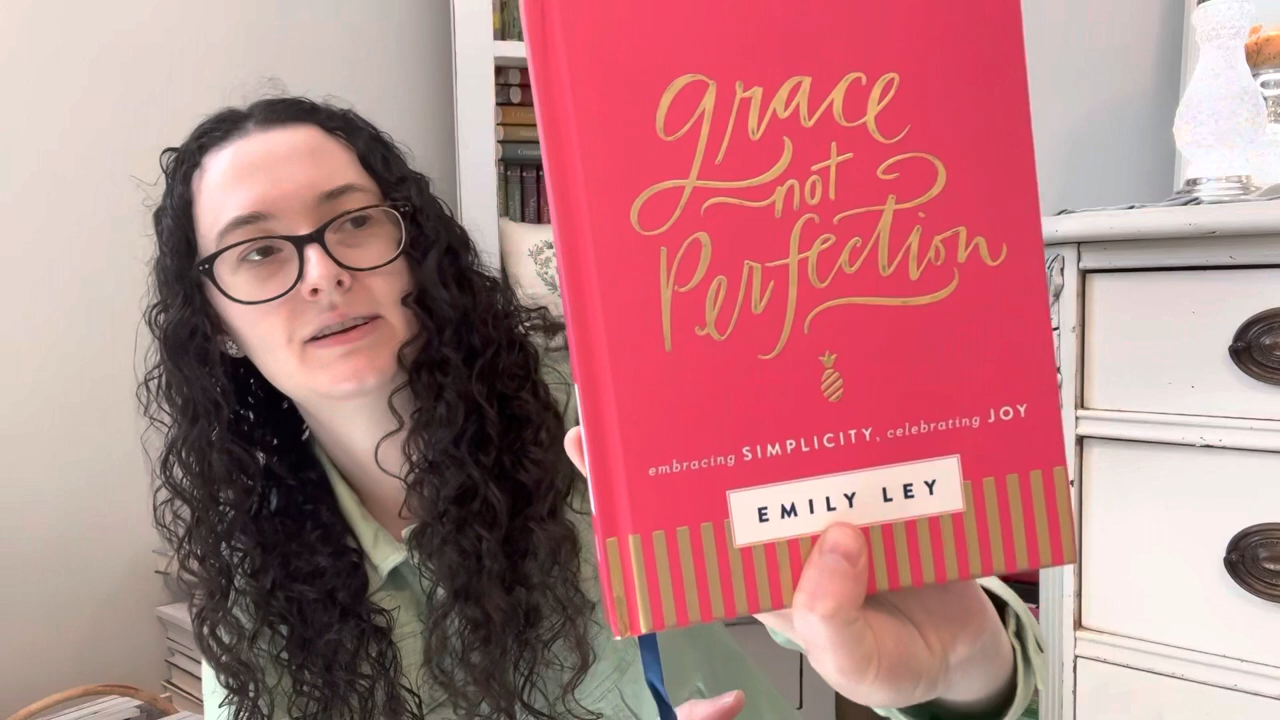 grace
not
Perfection
embracing SIMPLICITY, celebrating JOY
EMILY LEY